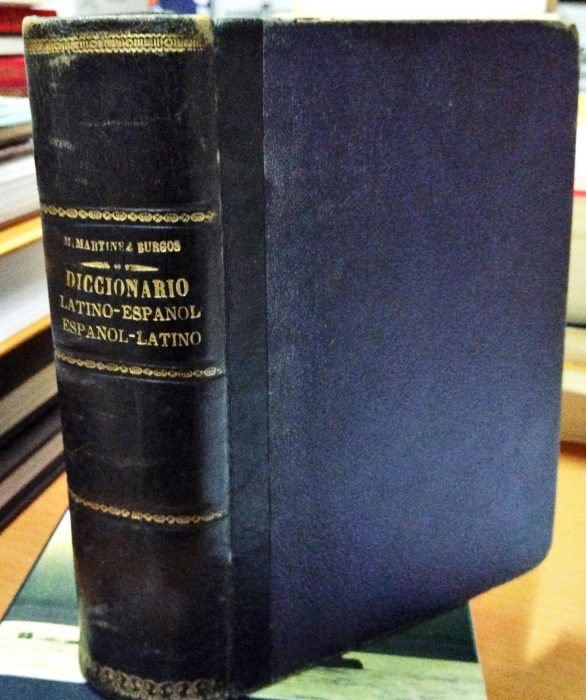 M. MARTINEZ BURGOS
DICCIONARIO
LATINO-ESPAÑOL
ESPAÑOL-LATINO